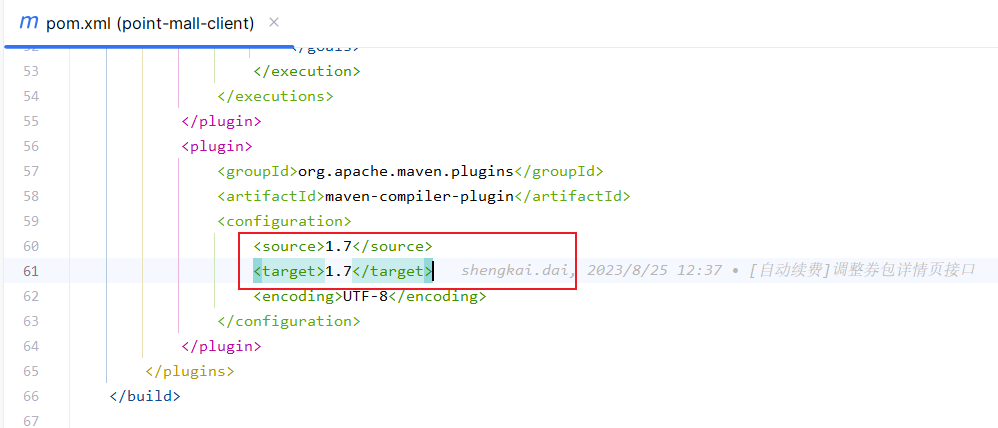 m pom.xml (point-mall-client) ×
52 </goals>
53 </execution>
54 </executions>
55 </plugin>
56 <plugin>
57 <groupId>org.apache.maven.plugins</groupId>
58 <artifactId>maven-compiler-plugin</artifactId>
59 <configuration>
60 <source>1.7</source>
61 <target>1.7</target> shengkai.dai, 2023/8/25 12:37 • [自动续费]调整券包详情页接口
62 <encoding>UTF-8</encoding>
63 </configuration>
64 </plugin>
65 </plugins>
66 </build>
67